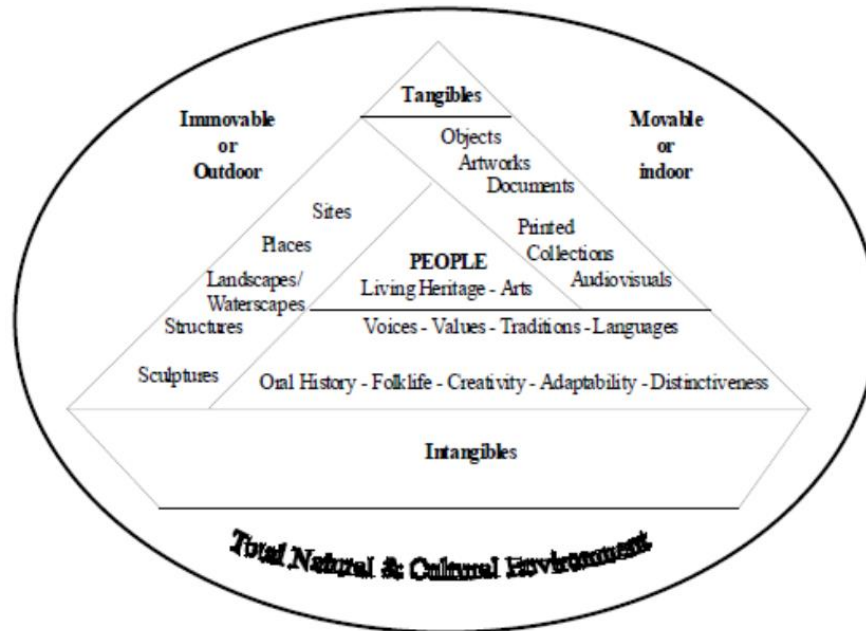 Tangibles
Immovable
or
Outdoor
Movable
or
indoor
Objects
Artworks
Documents
Printed
Collections
Audiovisuals
Sites
Places
Landscapes/
Waterscapes
Structures
Sculptures
PEOPLE
Living Heritage - Arts
Voices - Values - Traditions - Languages
Oral History - Folklife - Creativity - Adaptability - Distinctiveness
Intangibles
Total Natural & Cultural Environment